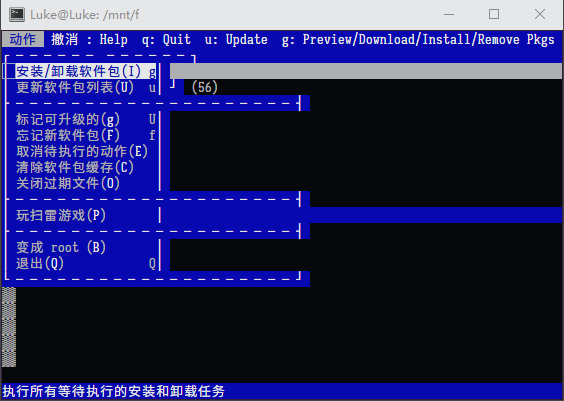 Luke@Luke: /mnt/f
动作 撤消 : Help q: Quit u: Update g: Preview/Download/Install/Remove Pkgs
安装/卸载软件包(I) g
更新软件包列表(U) u (56)
标记可升级的(g) U
忘记新软件包(F) f
取消待执行的动作(E)
清除软件包缓存(C)
关闭过期文件(O)
玩扫雷游戏(P)
变成 root (B)
退出(Q) Q
执行所有等待执行的安装和卸载任务